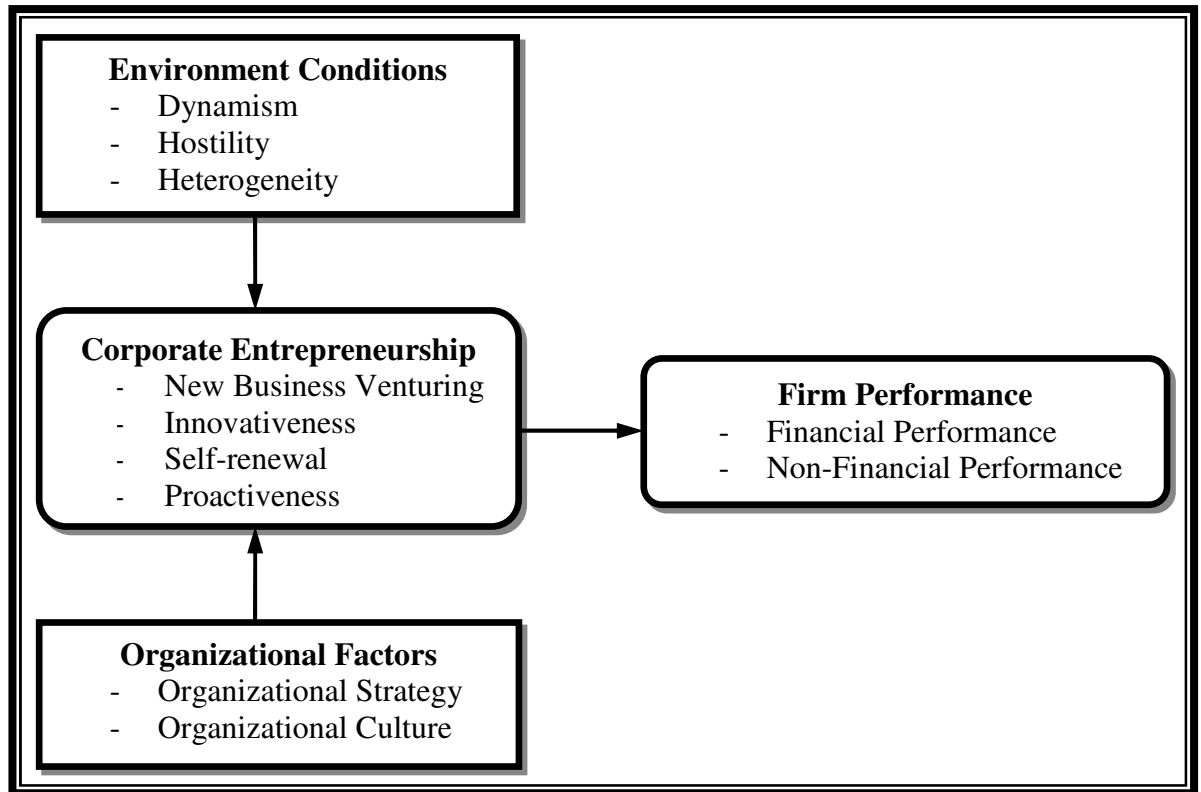 Environment Conditions
- Dynamism
- Hostility
- Heterogeneity
Corporate Entrepreneurship
- New Business Venturing
- Innovativeness
- Self-renewal
- Proactiveness
Firm Performance
- Financial Performance
- Non-Financial Performance
Organizational Factors
- Organizational Strategy
- Organizational Culture